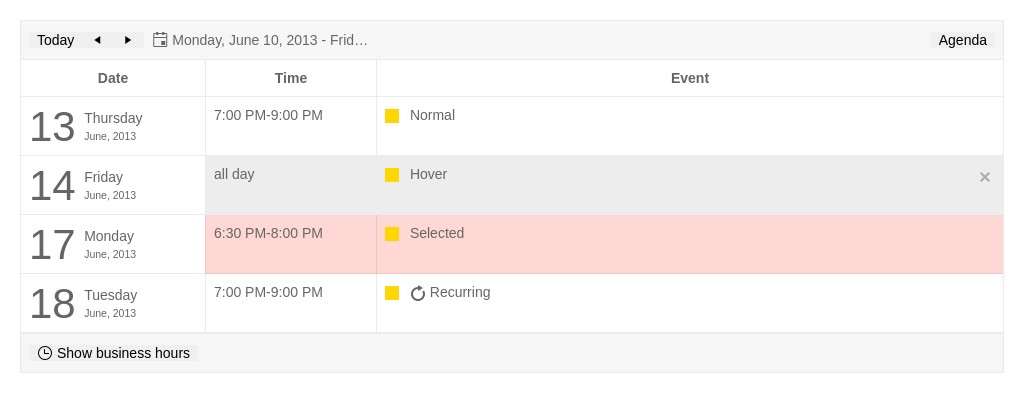 Today Monday, June 10, 2013 - Frid… Agenda
Date Time Event
13 Thursday June, 2013 7:00 PM-9:00 PM Normal
14 Friday June, 2013 all day Hover
17 Monday June, 2013 6:30 PM-8:00 PM Selected
18 Tuesday June, 2013 7:00 PM-9:00 PM Recurring
Show business hours